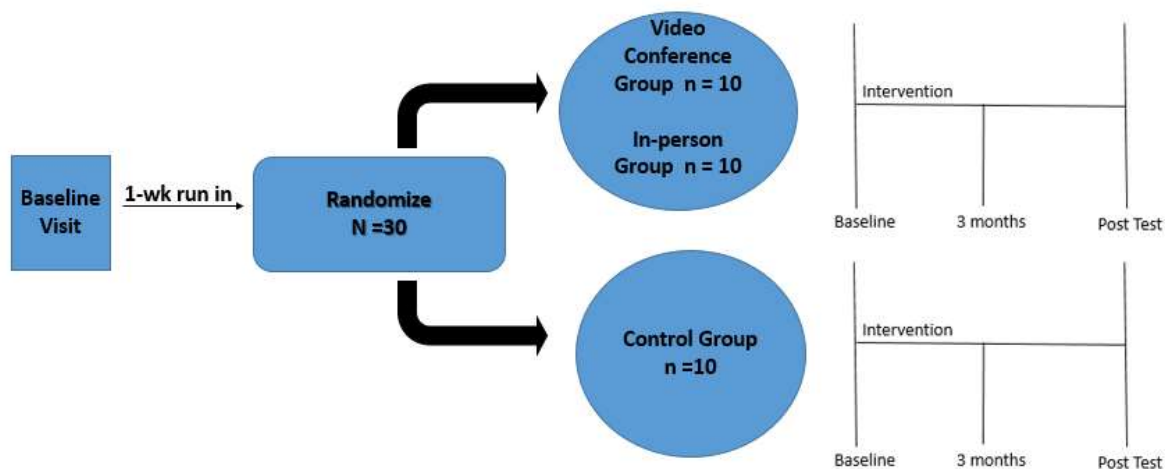 Baseline
Visit
1-wk run in
Randomize
N =30
Video
Conference
Group n = 10
In-person
Group n = 10
Intervention
Baseline
3 months
Post Test
Control Group
n =10
Intervention
Baseline
3 months
Post Test